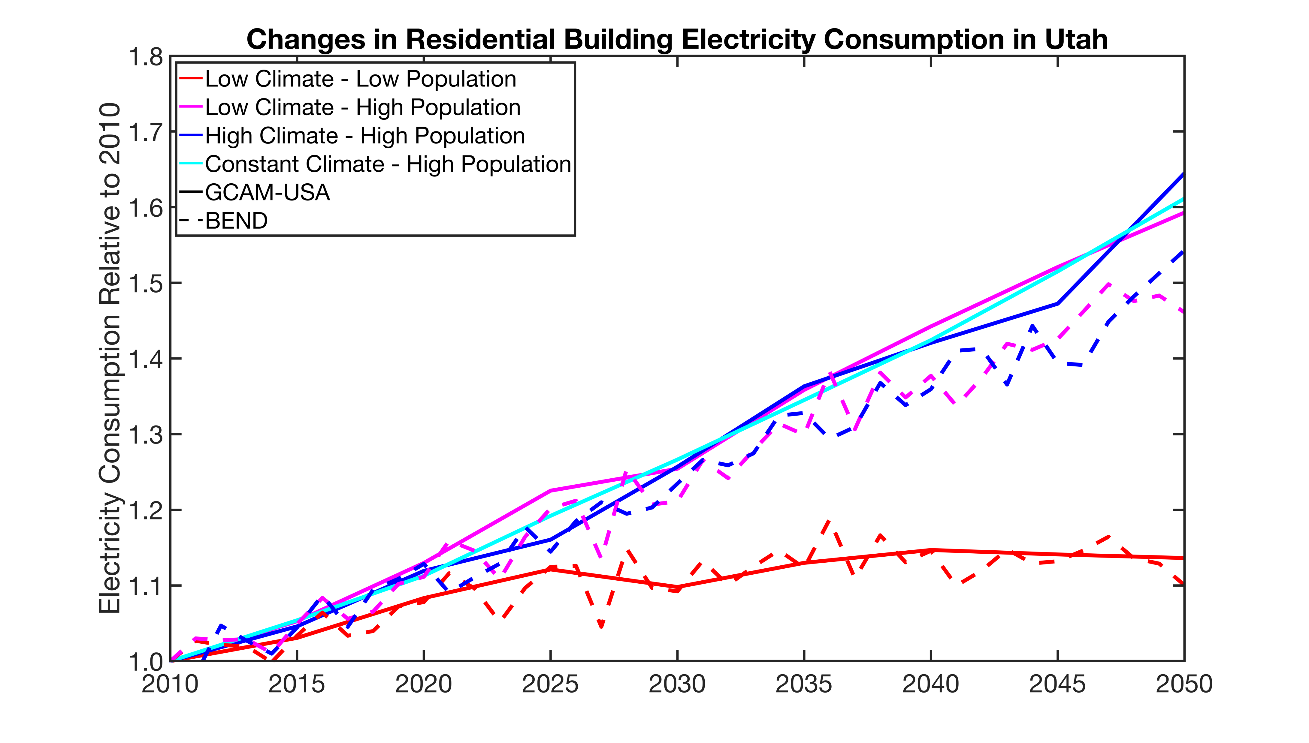 Changes in Residential Building Electricity Consumption in Utah
Electricity Consumption Relative to 2010
1.8
1.7
1.6
1.5
1.4
1.3
1.2
1.1
1.0
Low Climate - Low Population
Low Climate - High Population
High Climate - High Population
Constant Climate - High Population
GCAM-USA
BEND
2010 2015 2020 2025 2030 2035 2040 2045 2050